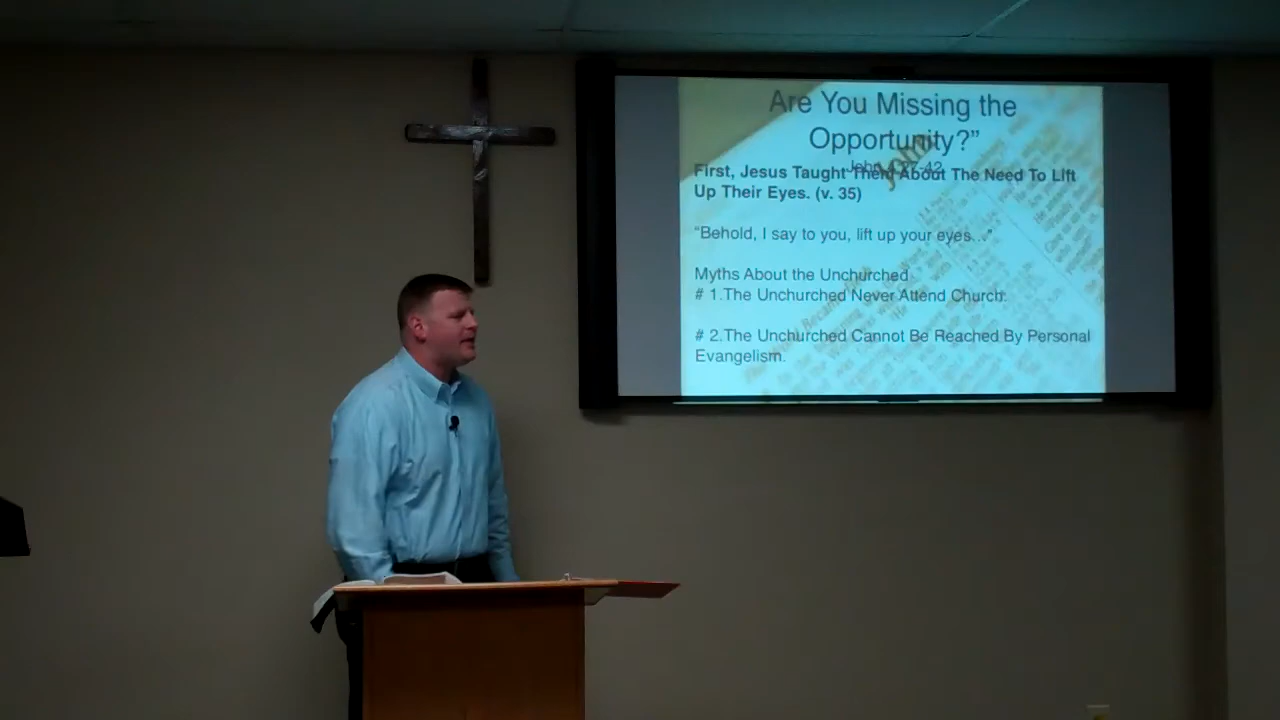 Are You Missing the
Opportunity?”
John
First, Jesus Taught Them About The Need To Lift
Up Their Eyes. (v. 35)
“Behold, I say to you, lift up your eyes…”
Myths About the Unchurched
# 1.The Unchurched Never Attend Church.
# 2.The Unchurched Cannot Be Reached By Personal
Evangelism.